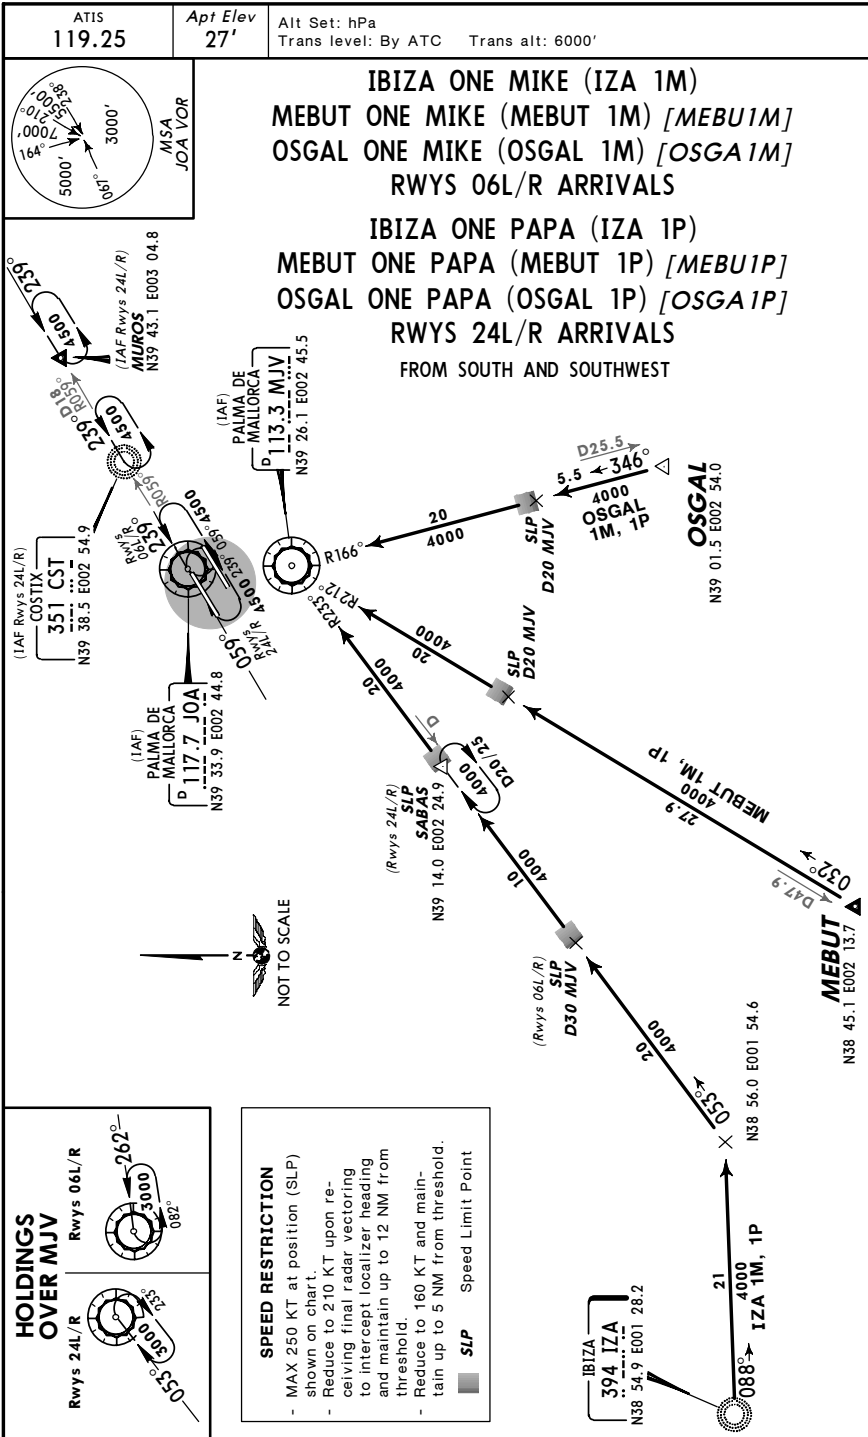 ATIS
119.25
Apt Elev
27'
Alt Set: hPa
Trans level: By ATC Trans alt: 6000'
MSA
JOA VOR
3000'
5000'
7000'
5500'
238°
210°
164°
067°
IBIZA ONE MIKE (IZA 1M)
MEBUT ONE MIKE (MEBUT 1M) [MEBU1M]
OSGAL ONE MIKE (OSGAL 1M) [OSGA1M]
RWYS 06L/R ARRIVALS
IBIZA ONE PAPA (IZA 1P)
MEBUT ONE PAPA (MEBUT 1P) [MEBU1P]
OSGAL ONE PAPA (OSGAL 1P) [OSGA1P]
RWYS 24L/R ARRIVALS
FROM SOUTH AND SOUTHWEST
239°
4500
(IAF Rwys 24L/R)
MUROS
N39 43.1 E003 04.8
D18
R059°
239°
4500
(IAF Rwys 24L/R)
COSTIX
351 CST
N39 38.5 E002 54.9
R059°
239°
Rwys
06L/R
4500
059°
239°
4500
Rwys
24L/R
059°
(IAF)
PALMA DE
MALLORCA
D 117.7 JOA
N39 33.9 E002 44.8
(IAF)
PALMA DE
MALLORCA
D 113.3 MJV
N39 26.1 E002 45.5
R166°
R212°
R233°
20
4000
SLP
D20 MJV
D25.5
346°
5.5
4000
OSGAL
1M, 1P
OSGAL
N39 01.5 E002 54.0
20
4000
SLP
D20 MJV
27.9
4000
MEBUT 1M, 1P
D47.9
032°
MEBUT
N38 45.1 E002 13.7
20
4000
D
(Rwys 24L/R)
SLP
SABAS
N39 14.0 E002 24.9
4000
D20/25
10
4000
(Rwys 06L/R)
SLP
D30 MJV
20
4000
053°
N38 56.0 E001 54.6
21
4000
IZA 1M, 1P
088°
IBIZA
394 IZA
N38 54.9 E001 28.2
N
NOT TO SCALE
HOLDINGS
OVER MJV
Rwys 24L/R
Rwys 06L/R
233°
3000
053°
262°
3000
082°
SPEED RESTRICTION
- MAX 250 KT at position (SLP)
shown on chart.
- Reduce to 210 KT upon re-
ceiving final radar vectoring
to intercept localizer heading
and maintain up to 12 NM from
threshold.
- Reduce to 160 KT and main-
tain up to 5 NM from threshold.
SLP Speed Limit Point